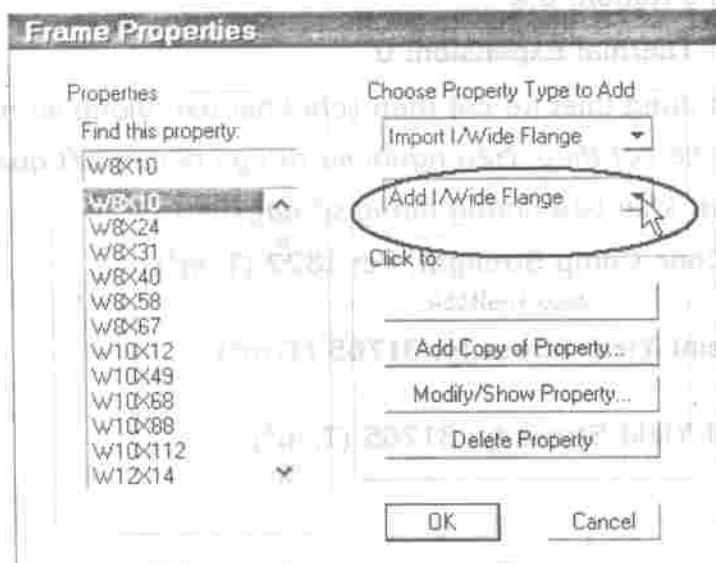 Frame Properties
Properties
Find this property:
W8X10
W8X10
W8X24
W8X31
W8X40
W8X58
W8X67
W10X12
W10X49
W10X68
W10X88
W10X112
W12X14
Choose Property Type to Add
Import I/Wide Flange
Add I/Wide Flange
Click to:
Add Copy of Property...
Modify/Show Property...
Delete Property
OK
Cancel